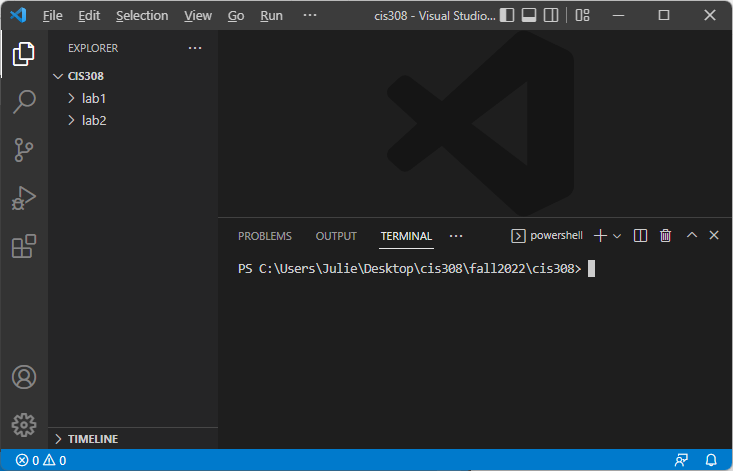 File Edit Selection View Go Run ··· cis308 - Visual Studio...
EXPLORER ···
CIS308
lab1
lab2
TIMELINE
PROBLEMS OUTPUT TERMINAL ··· powershell
PS C:\Users\Julie\Desktop\cis308\fall2022\cis308>
0 0